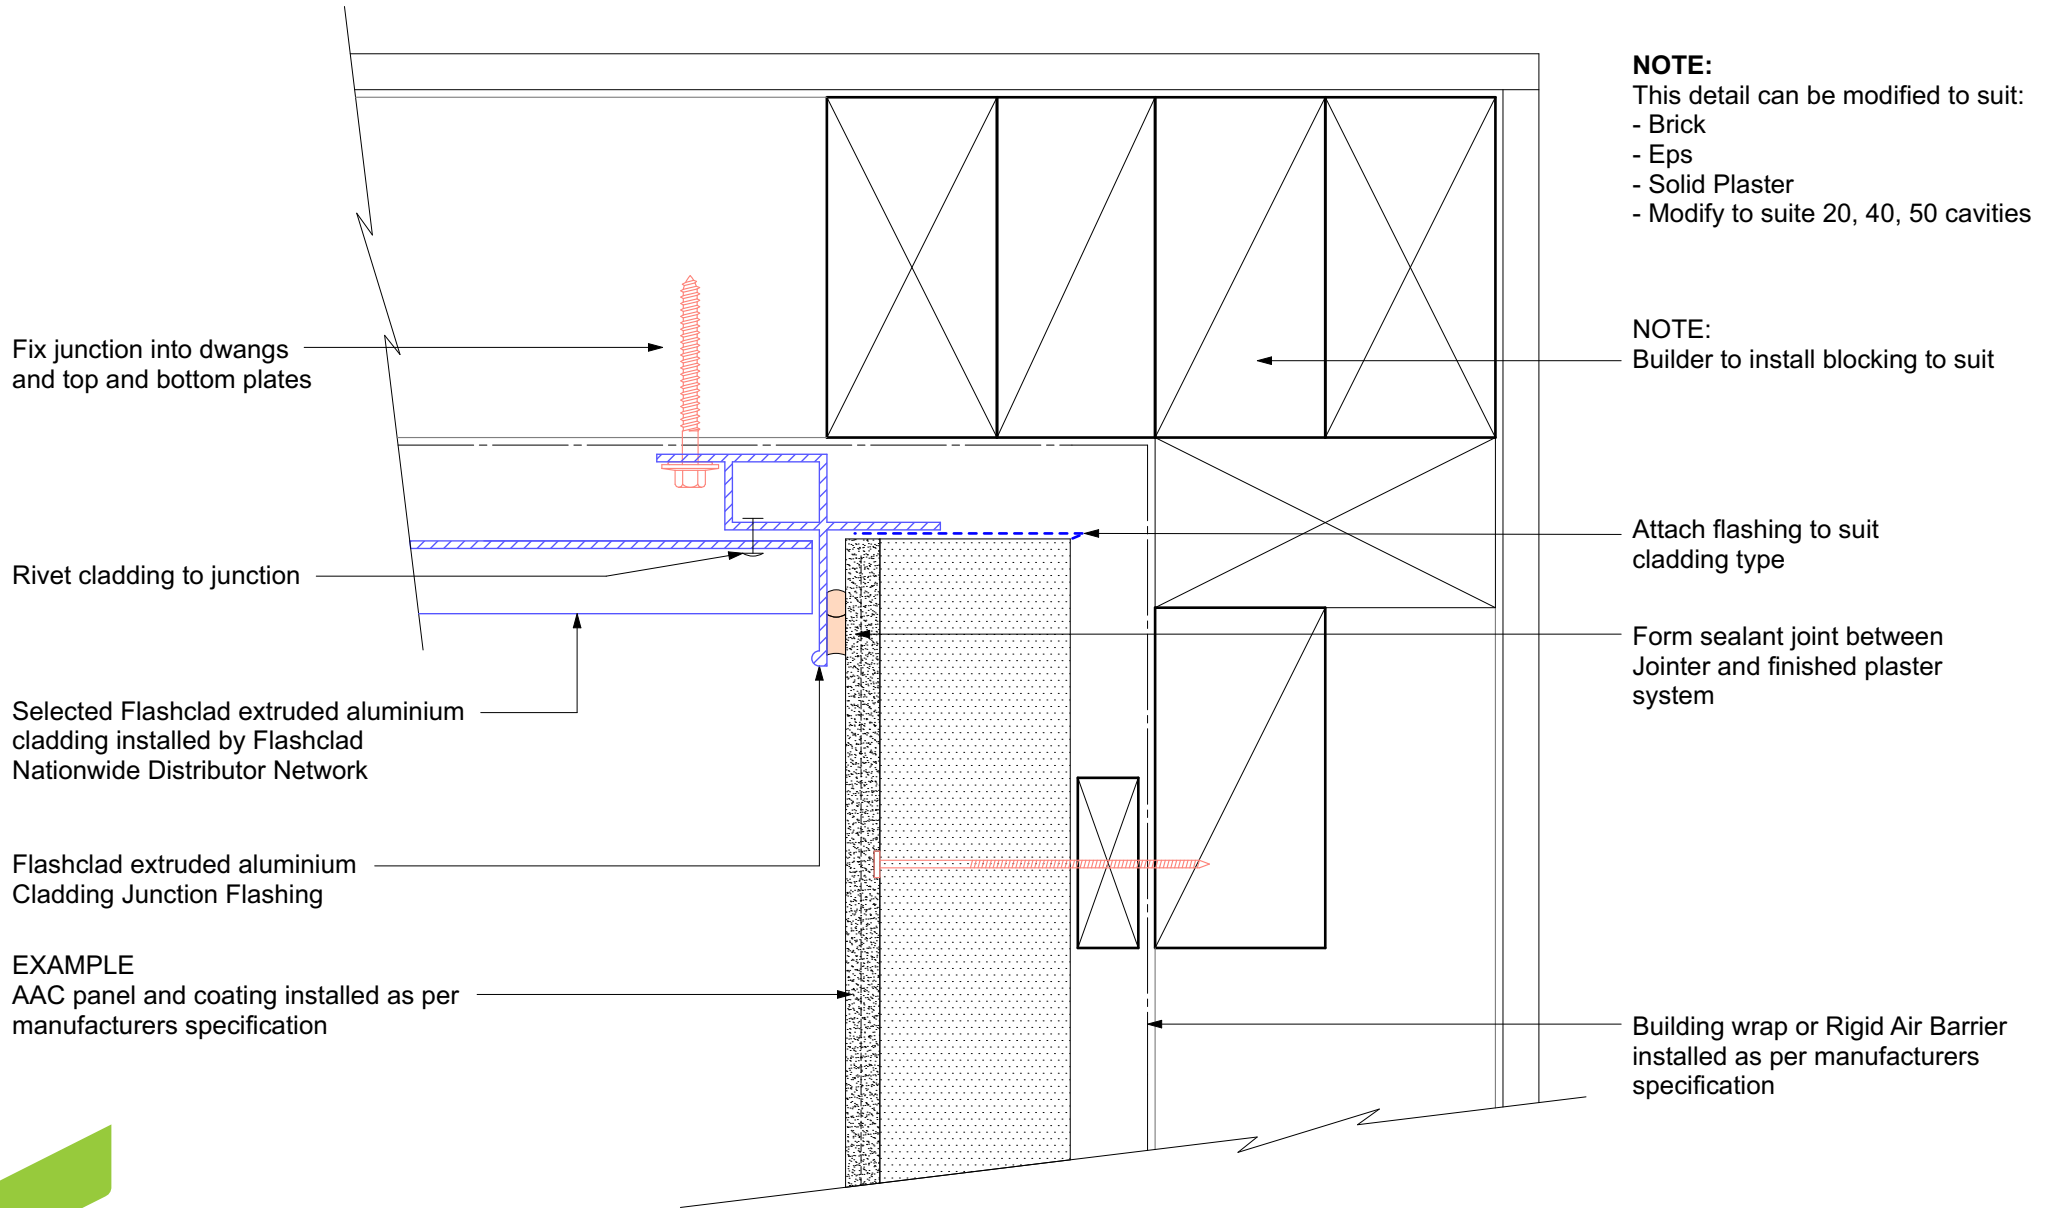 NOTE:
This detail can be modified to suit:
- Brick
- Eps
- Solid Plaster
- Modify to suite 20, 40, 50 cavities
Fix junction into dwangs
and top and bottom plates
NOTE:
Builder to install blocking to suit
Attach flashing to suit
cladding type
Rivet cladding to junction
Form sealant joint between
Jointer and finished plaster
system
Selected Flashclad extruded aluminium
cladding installed by Flashclad
Nationwide Distributor Network
Flashclad extruded aluminium
Cladding Junction Flashing
EXAMPLE
AAC panel and coating installed as per
manufacturers specification
Building wrap or Rigid Air Barrier
installed as per manufacturers
specification